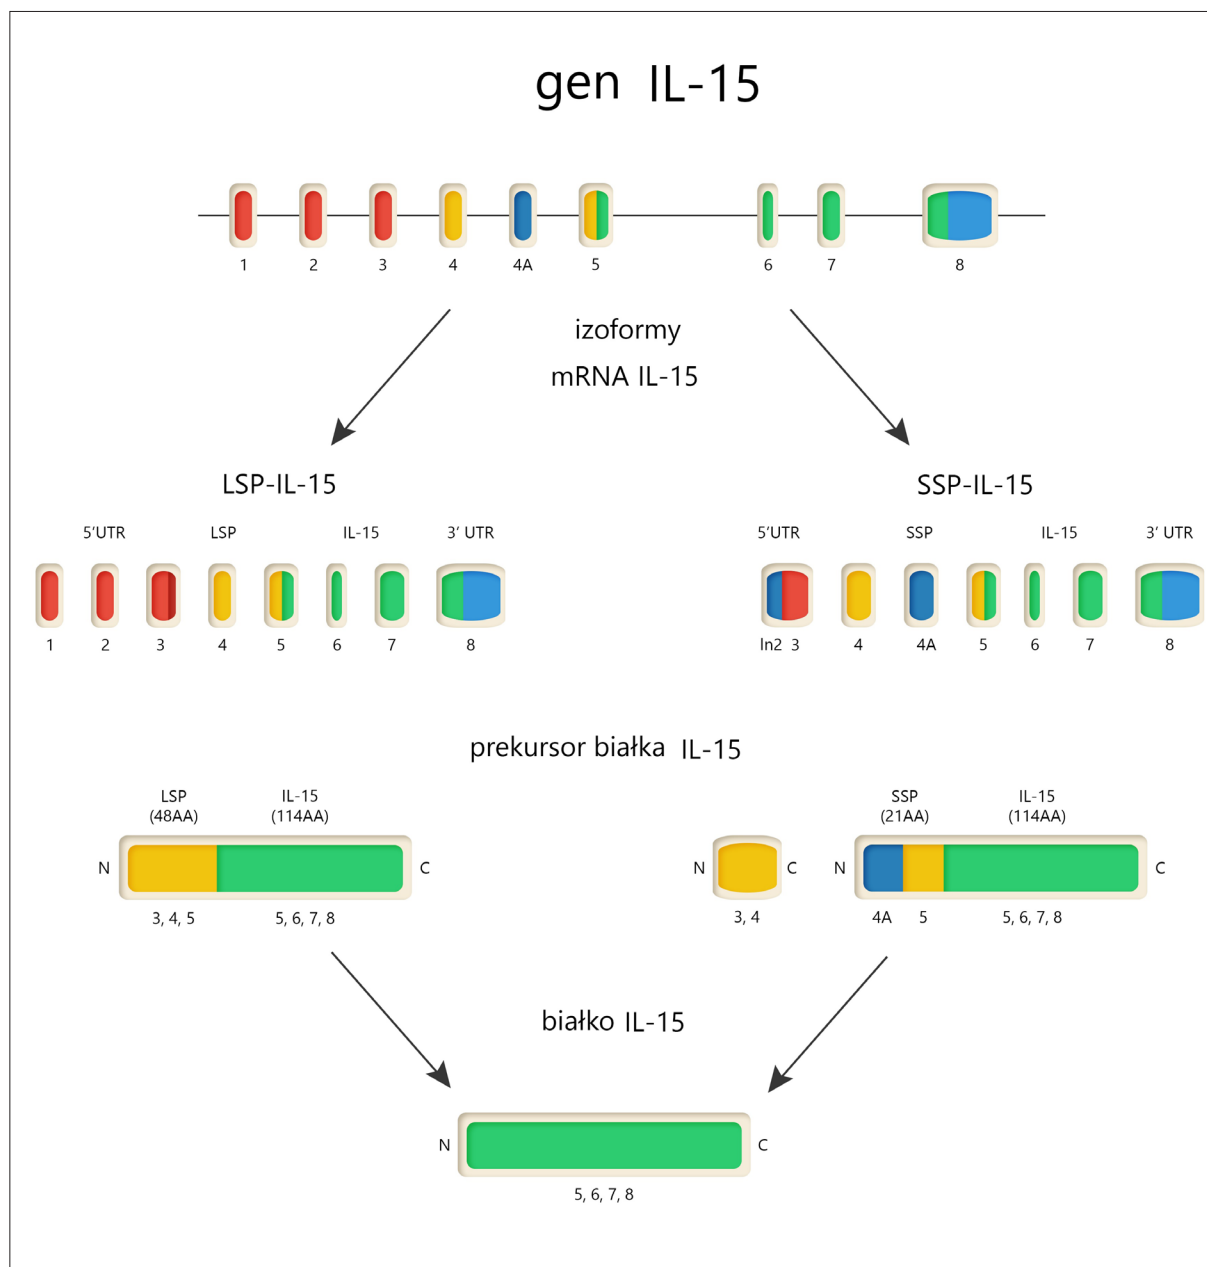 gen IL-15
1 2 3 4 4A 5 6 7 8
izoformy
mRNA IL-15
LSP-IL-15
SSP-IL-15
5'UTR LSP IL-15 3' UTR
1 2 3 4 5 6 7 8
5'UTR SSP IL-15 3' UTR
In2 3 4 4A 5 6 7 8
prekursor białka IL-15
LSP
(48AA)
IL-15
(114AA)
N C
3, 4, 5 5, 6, 7, 8
N C
3, 4
SSP
(21AA)
IL-15
(114AA)
N C
4A 5 5, 6, 7, 8
białko IL-15
N C
5, 6, 7, 8